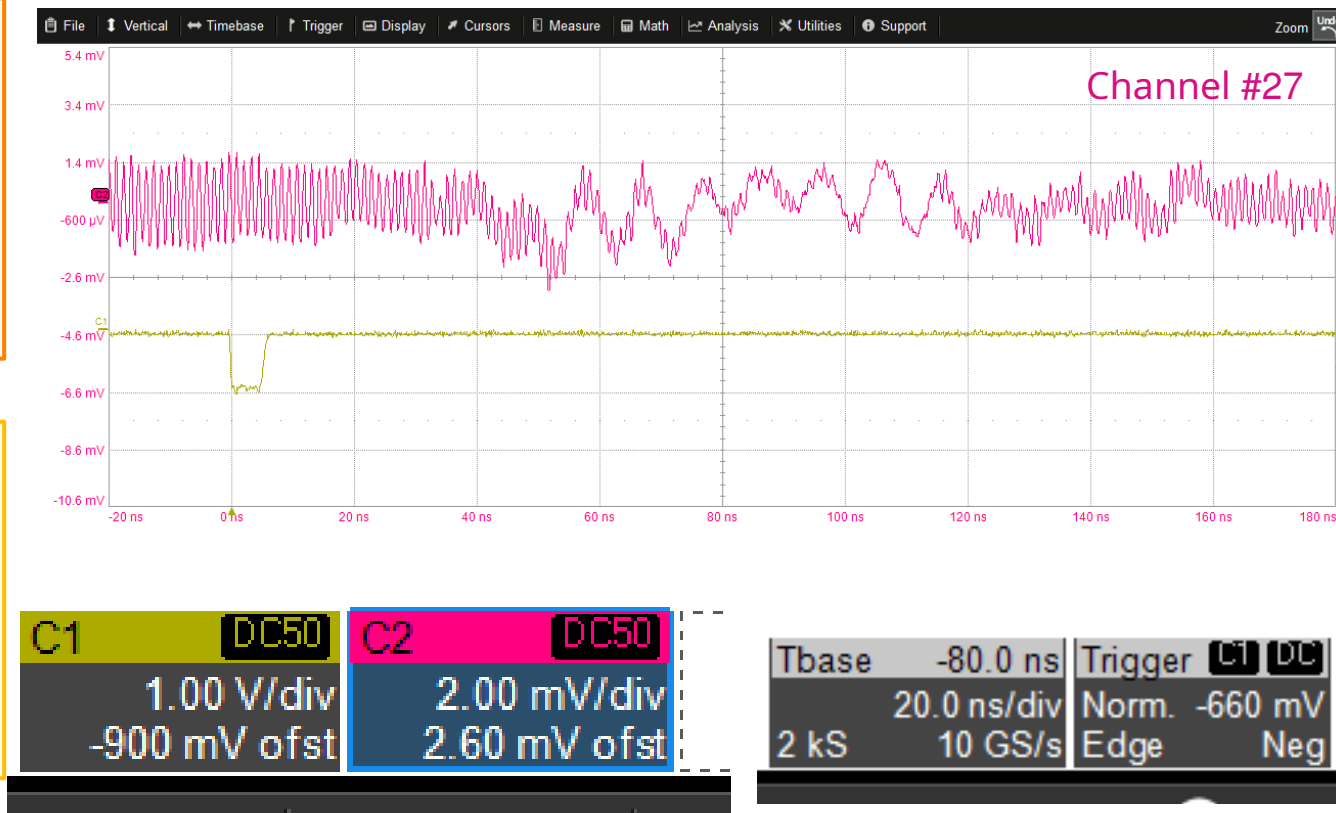 File Vertical Timebase Trigger Display Cursors Measure Math Analysis Utilities Support Zoom
5.4 mV
Channel #27
3.4 mV
1.4 mV
C2
-600 µV
-2.6 mV
C1
-4.6 mV
-6.6 mV
-8.6 mV
-10.6 mV
-20 ns 0 ns 20 ns 40 ns 60 ns 80 ns 100 ns 120 ns 140 ns 160 ns 180 ns
C1 DC50
1.00 V/div
-900 mV ofst
C2 DC50
2.00 mV/div
2.60 mV ofst
Tbase -80.0 ns
20.0 ns/div
2 kS 10 GS/s
Trigger C1 DC
Norm. -660 mV
Edge Neg